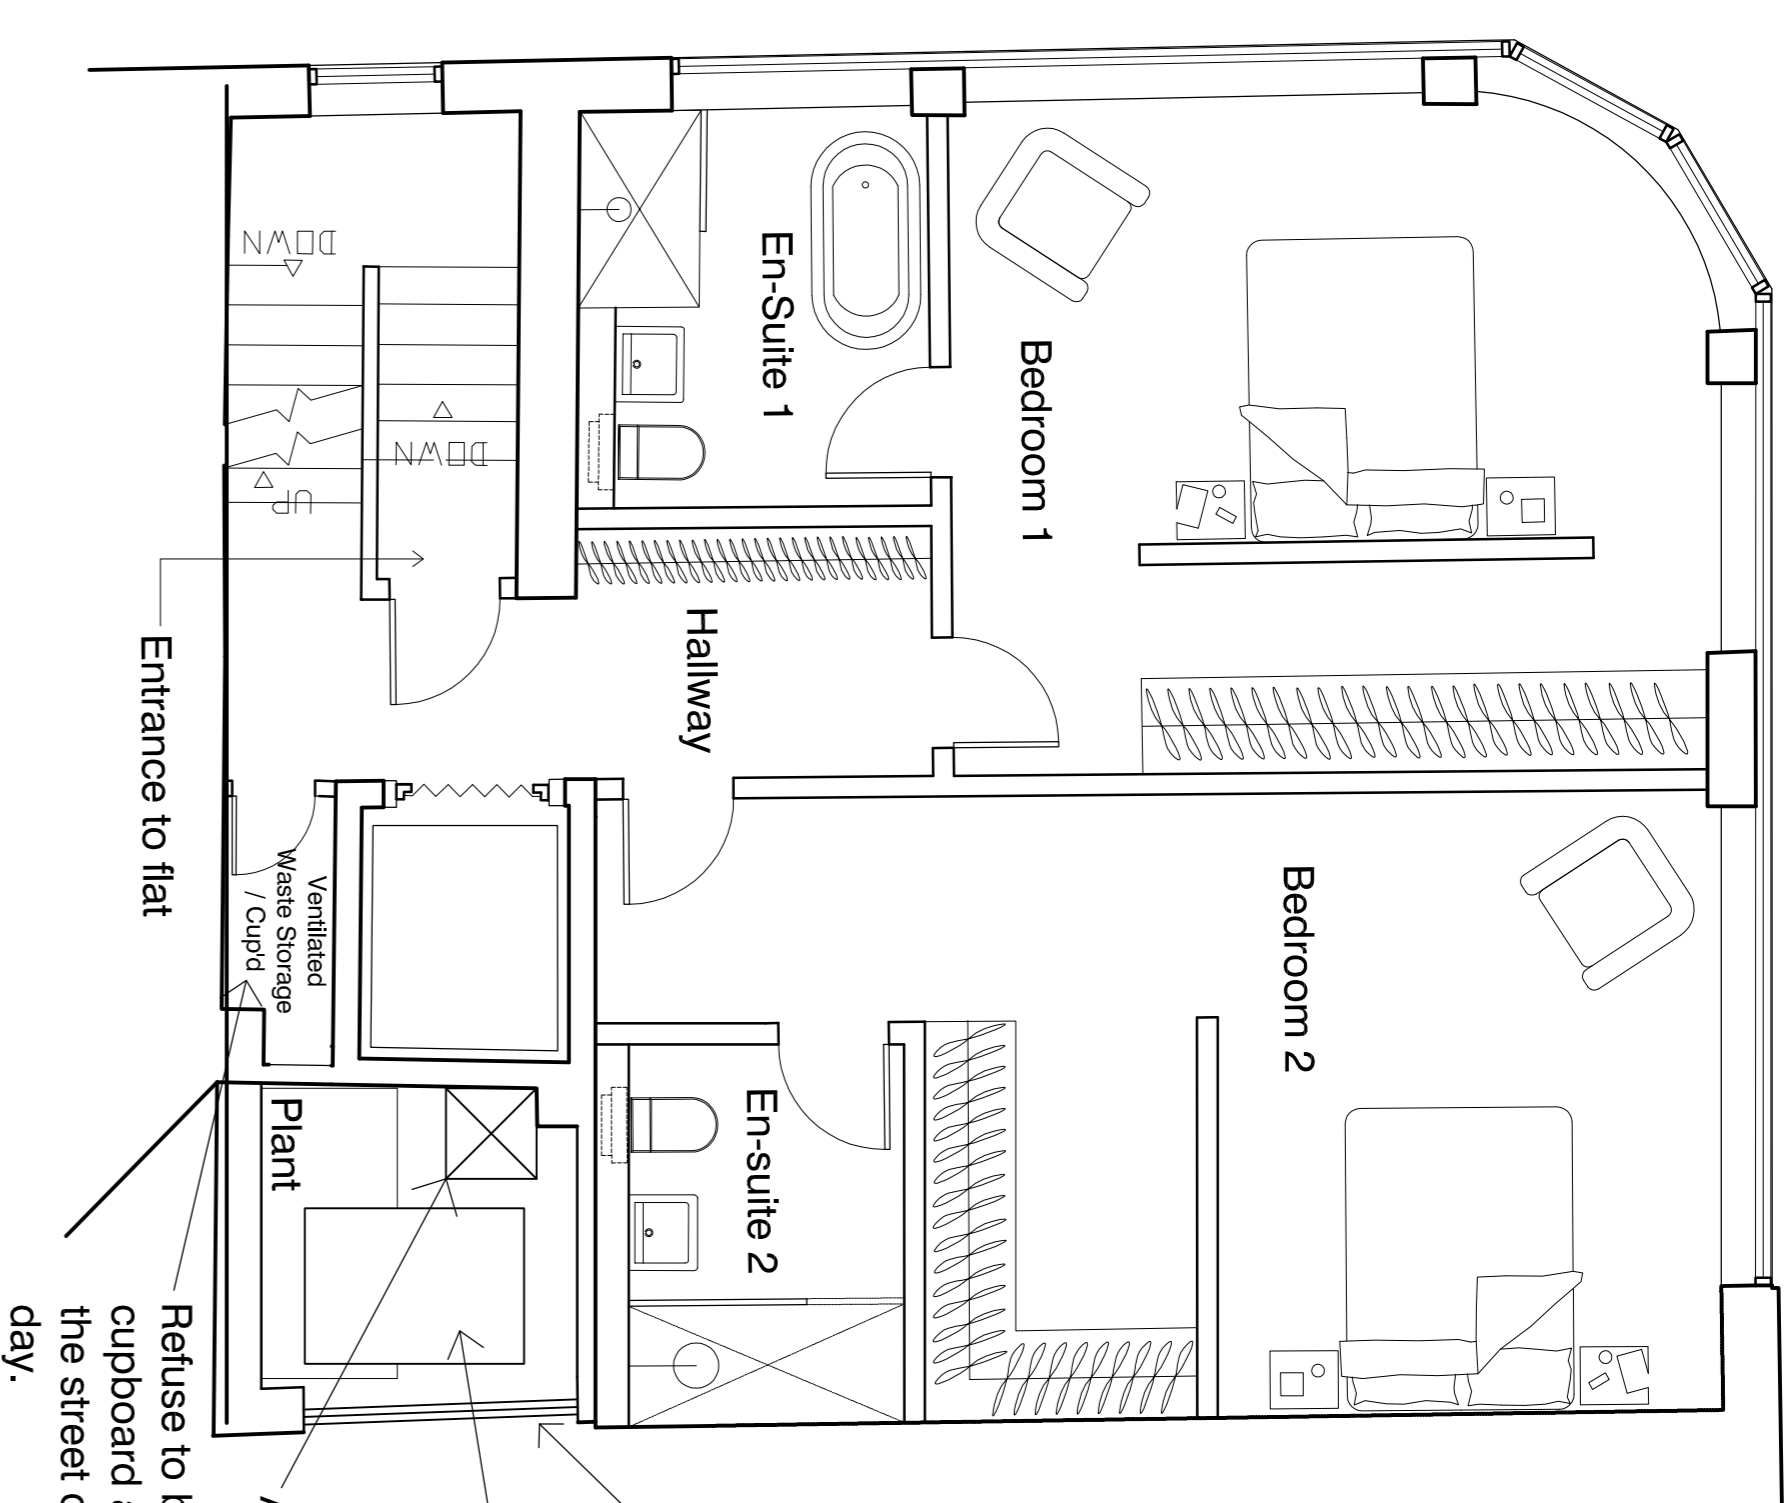 DOWN
DOWN
UP
En-Suite 1
Bedroom 1
Hallway
Entrance to flat
Ventilated
Waste Storage
/ Cup'd
Bedroom 2
En-suite 2
Plant
Refuse to
cupboard
the street
day.